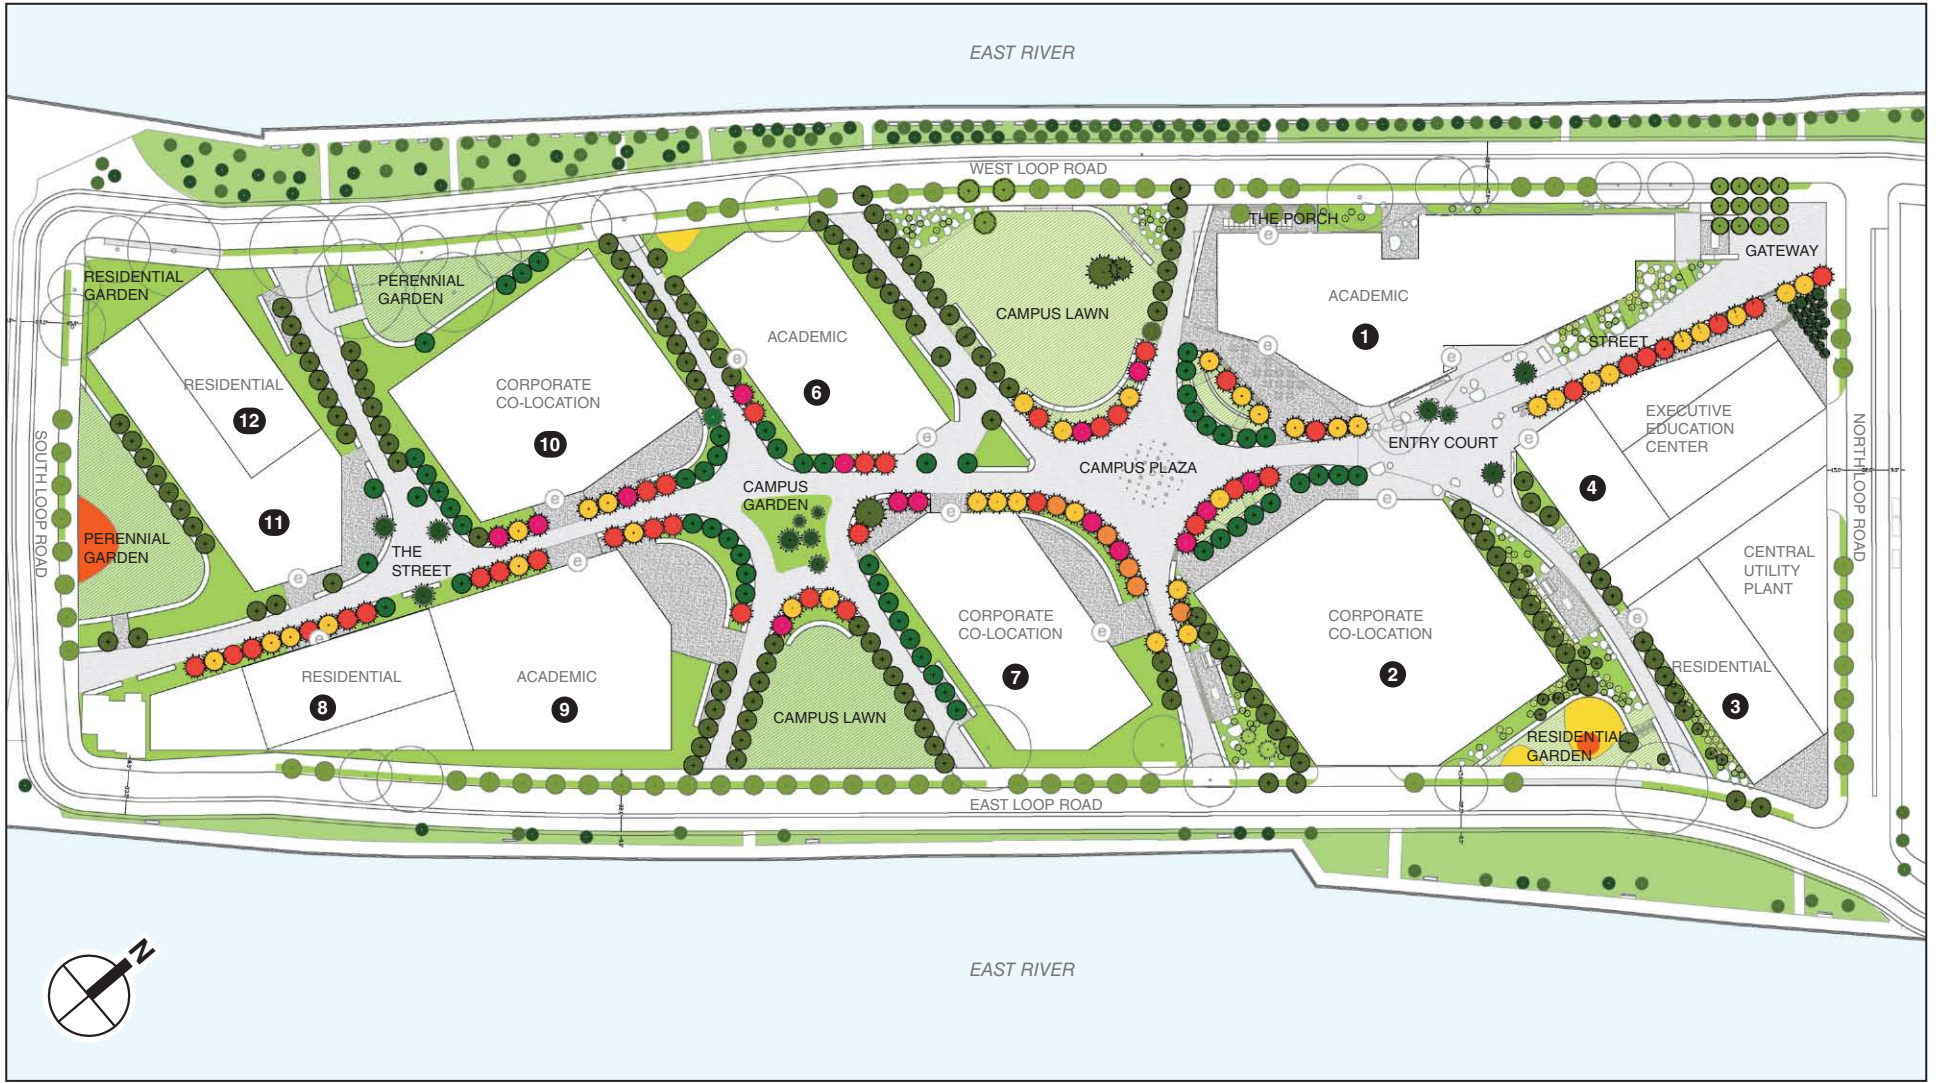 EAST RIVER
WEST LOOP ROAD
THE PORCH
GATEWAY
RESIDENTIAL
GARDEN
PERENNIAL
GARDEN
ACADEMIC
1
CAMPUS LAWN
ACADEMIC
6
STREET
RESIDENTIAL
12
CORPORATE
CO-LOCATION
10
EXECUTIVE
EDUCATION
CENTER
ENTRY COURT
CAMPUS PLAZA
SOUTH LOOP ROAD
NORTH LOOP ROAD
CAMPUS
GARDEN
4
11
PERENNIAL
GARDEN
THE
STREET
CENTRAL
UTILITY
PLANT
CORPORATE
CO-LOCATION
7
CORPORATE
CO-LOCATION
2
RESIDENTIAL
8
ACADEMIC
9
RESIDENTIAL
3
CAMPUS LAWN
RESIDENTIAL
GARDEN
EAST LOOP ROAD
N
EAST RIVER
e
e
e
e
e
e
e
e
e
e
e
e
e
e